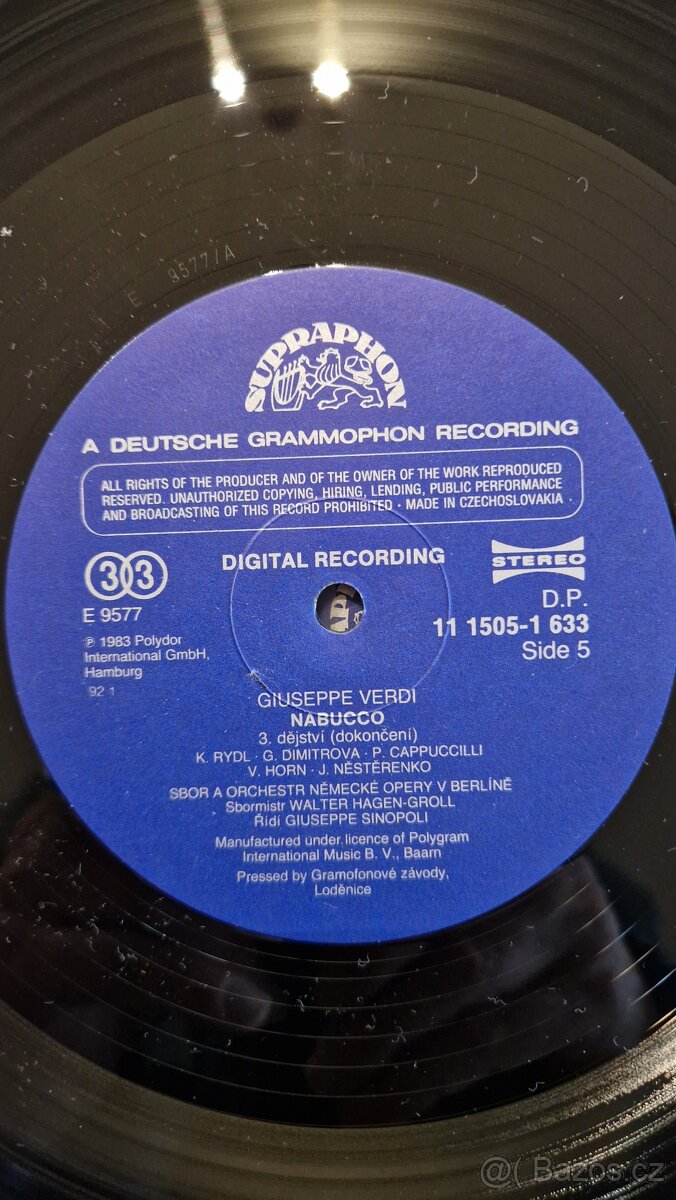 E 9577/A
SUPRAPHON
A DEUTSCHE GRAMMOPHON RECORDING
ALL RIGHTS OF THE PRODUCER AND OF THE OWNER OF THE WORK REPRODUCED
RESERVED. UNAUTHORIZED COPYING, HIRING, LENDING, PUBLIC PERFORMANCE
AND BROADCASTING OF THIS RECORD PROHIBITED · MADE IN CZECHOSLOVAKIA ·
33
DIGITAL RECORDING
STEREO
E 9577
D.P.
11 1505-1 633
Side 5
℗ 1983 Polydor
International GmbH,
Hamburg
92 1
GIUSEPPE VERDI
NABUCCO
3. dějství (dokončení)
K. RYDL · G. DIMITROVA · P. CAPPUCCILLI
V. HORN · J. NĚSTĚRENKO
SBOR A ORCHESTR NĚMECKÉ OPERY V BERLÍNĚ
Sbormistr WALTER HAGEN-GROLL
Řídí GIUSEPPE SINOPOLI
Manufactured under licence of Polygram
International Music B. V., Baarn
Pressed by Gramofonové závody,
Loděnice
@( Bazos.cz